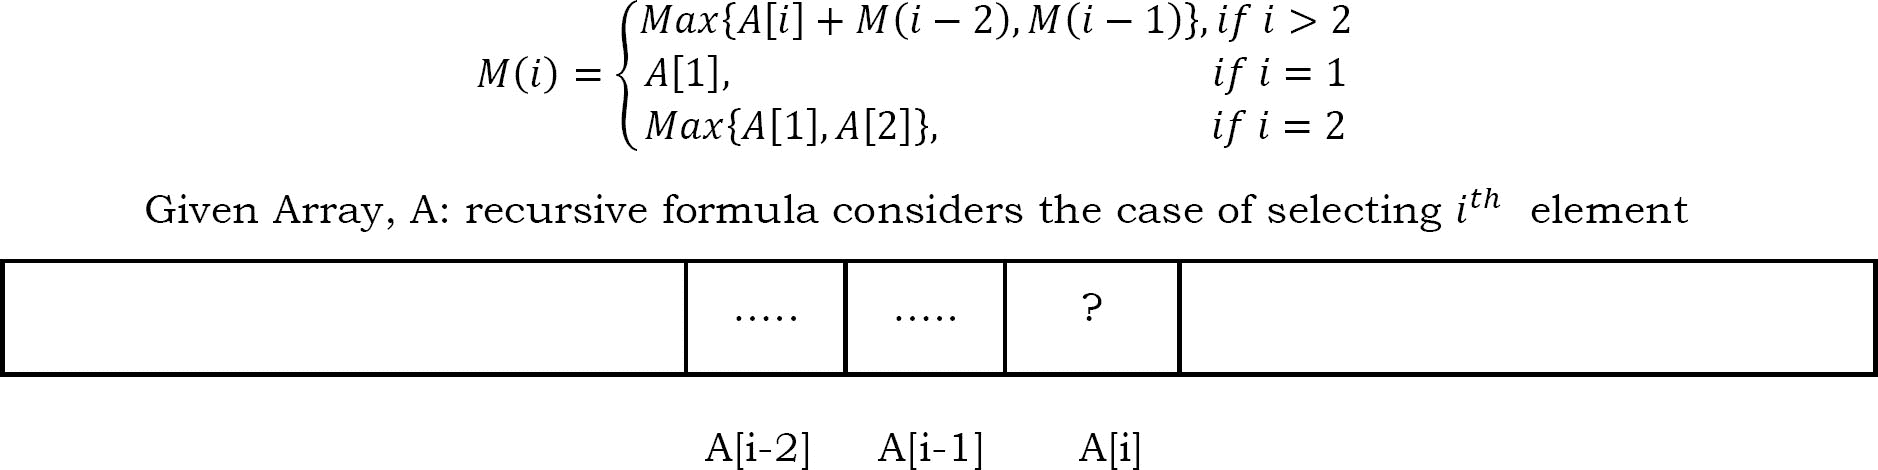 M(i) = { Max{A[i] + M(i − 2), M(i − 1)}, if i > 2
A[1], if i = 1
Max{A[1], A[2]}, if i = 2
Given Array, A: recursive formula considers the case of selecting iᵗʰ element
..... ..... ?
A[i-2] A[i-1] A[i]